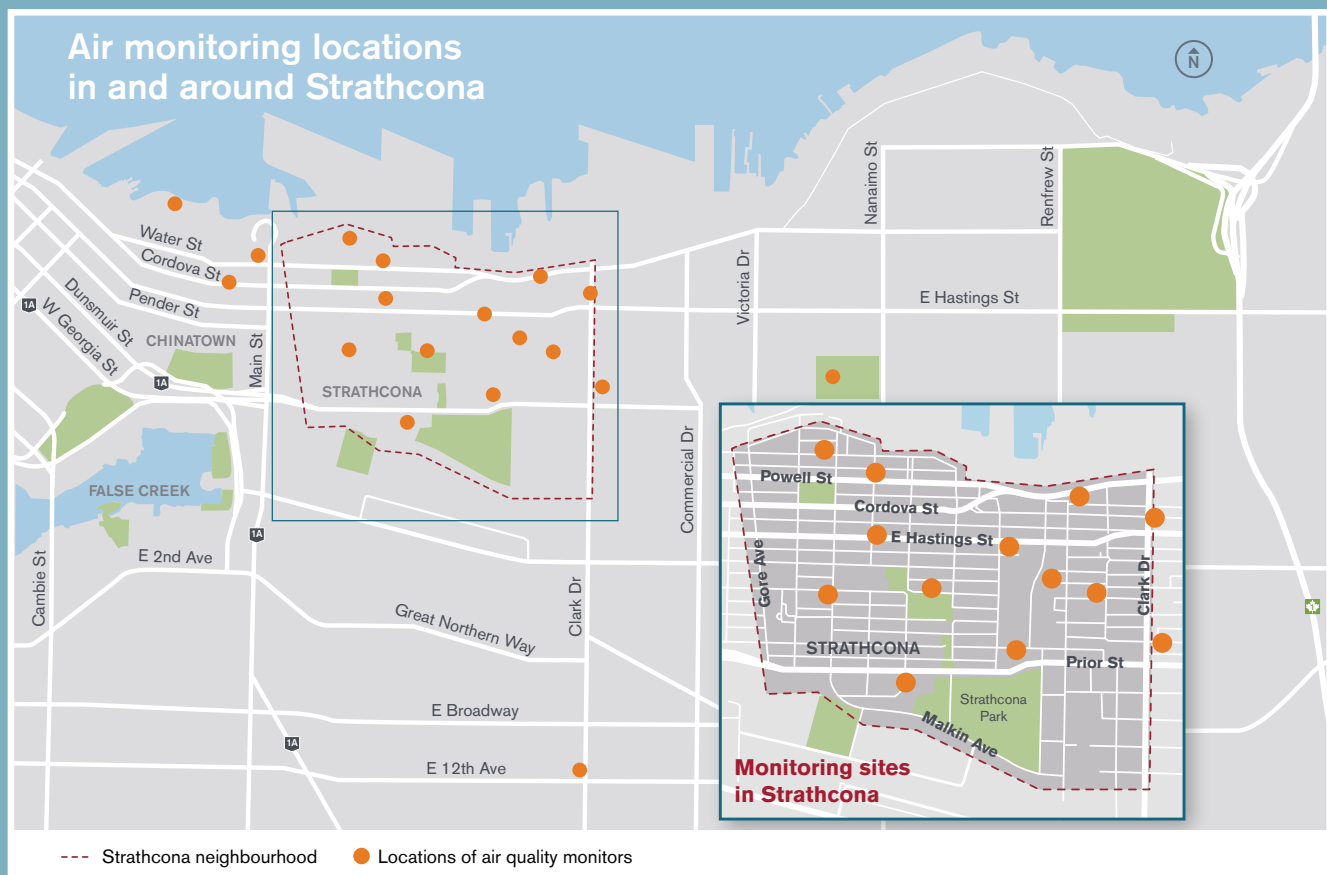 Air monitoring locations
in and around Strathcona
N
Water St
Cordova St
Pender St
Dunsmuir St
W Georgia St
1A
CHINATOWN
1A
Main St
STRATHCONA
FALSE CREEK
Cambie St
E 2nd Ave
1A
Great Northern Way
Clark Dr
E Broadway
1A
E 12th Ave
Commercial Dr
Victoria Dr
Nanaimo St
Renfrew St
E Hastings St
1
Powell St
Cordova St
E Hastings St
Gore Ave
Clark Dr
STRATHCONA
Prior St
Strathcona
Park
Malkin Ave
Monitoring sites
in Strathcona
Strathcona neighbourhood
Locations of air quality monitors